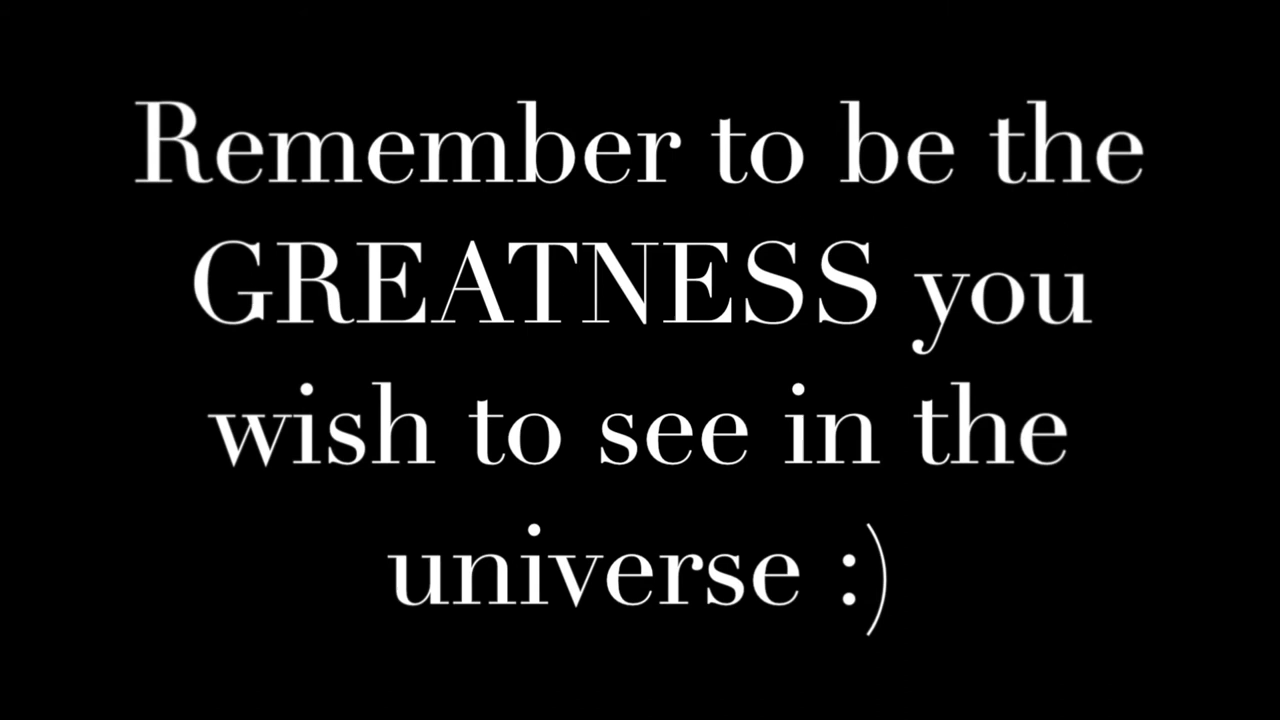 Remember to be the
GREATNESS you
wish to see in the
universe :)